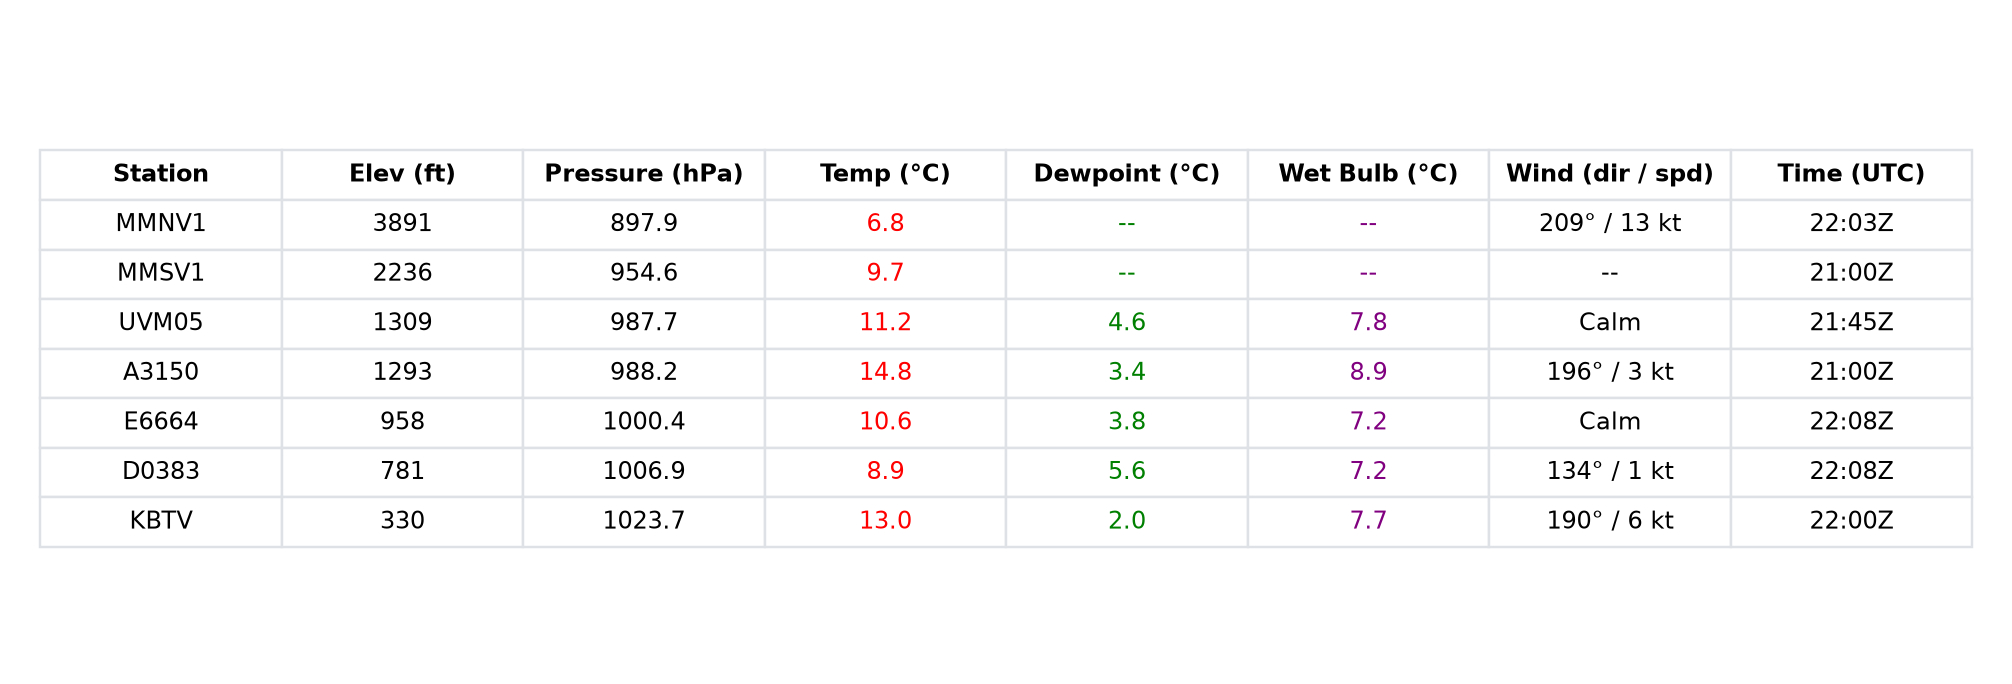 Station Elev (ft) Pressure (hPa) Temp (°C) Dewpoint (°C) Wet Bulb (°C) Wind (dir / spd) Time (UTC)
MMNV1 3891 897.9 6.8 -- -- 209° / 13 kt 22:03Z
MMSV1 2236 954.6 9.7 -- -- -- 21:00Z
UVM05 1309 987.7 11.2 4.6 7.8 Calm 21:45Z
A3150 1293 988.2 14.8 3.4 8.9 196° / 3 kt 21:00Z
E6664 958 1000.4 10.6 3.8 7.2 Calm 22:08Z
D0383 781 1006.9 8.9 5.6 7.2 134° / 1 kt 22:08Z
KBTV 330 1023.7 13.0 2.0 7.7 190° / 6 kt 22:00Z